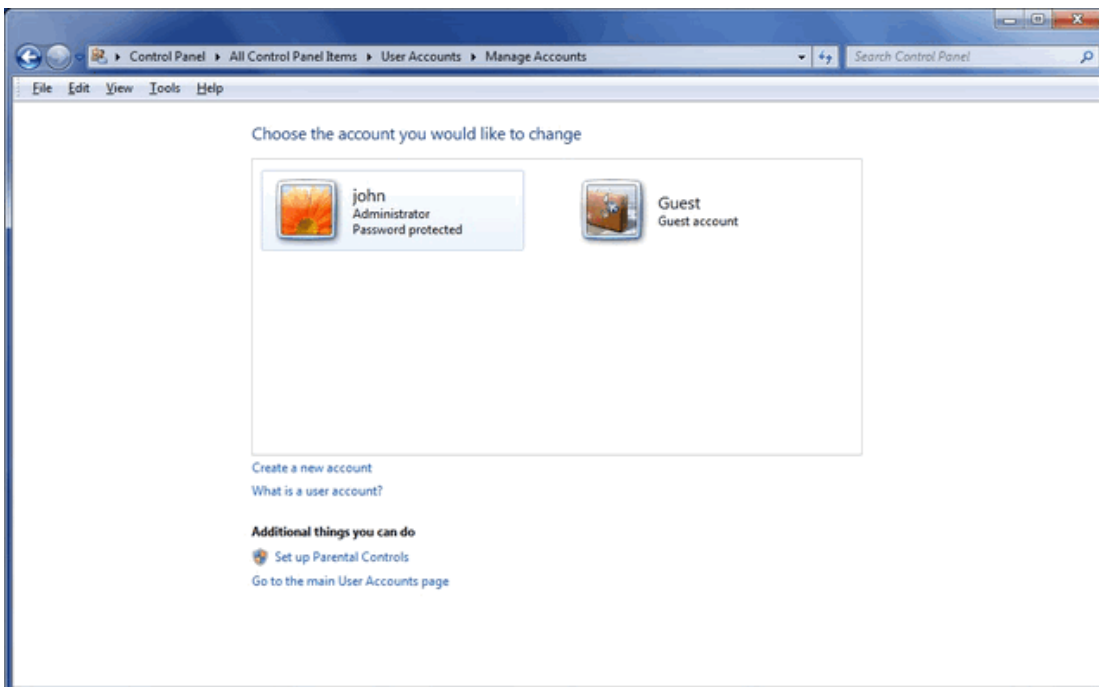 Control Panel ▸ All Control Panel Items ▸ User Accounts ▸ Manage Accounts
Search Control Panel
File Edit View Tools Help
Choose the account you would like to change
john
Administrator
Password protected
Guest
Guest account
Create a new account
What is a user account?
Additional things you can do
Set up Parental Controls
Go to the main User Accounts page